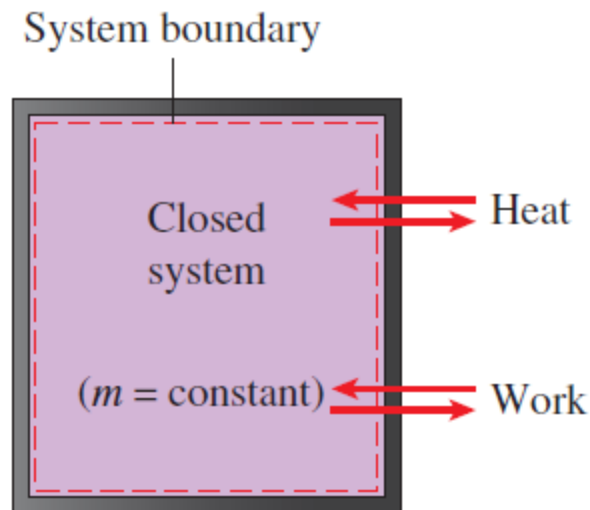 System boundary
Closed
system
Heat
(m = constant)
Work